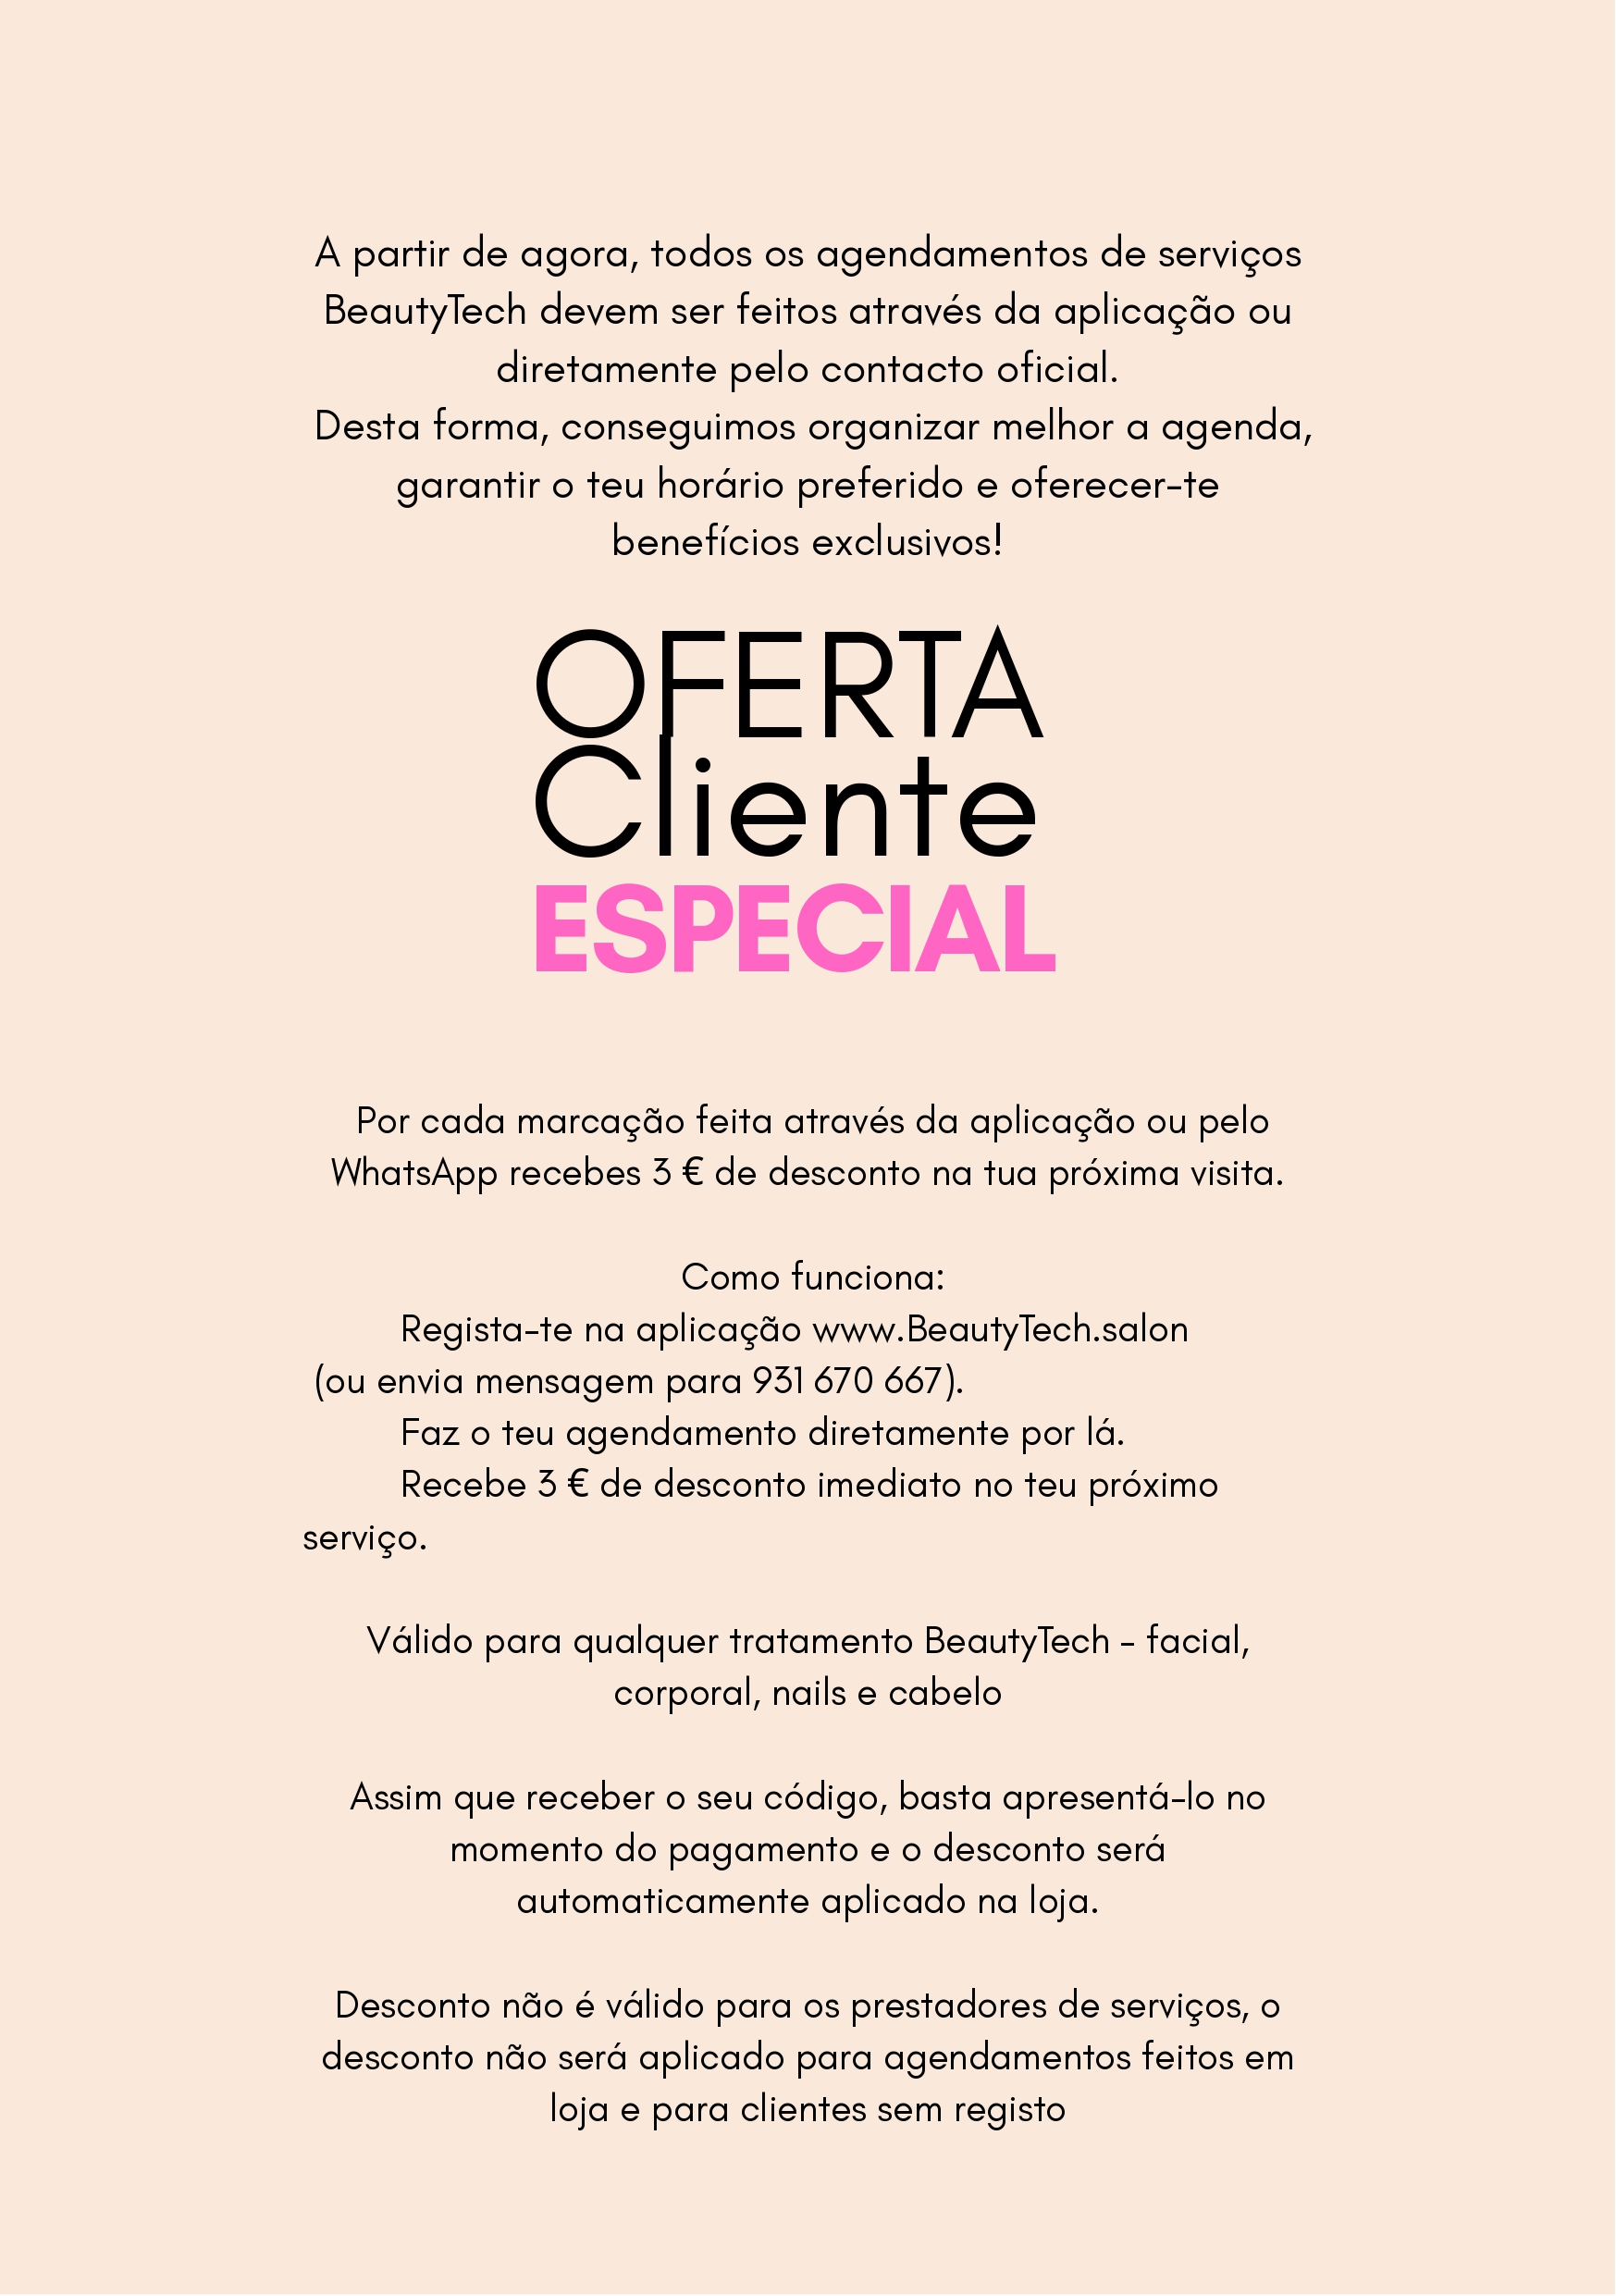 A partir de agora, todos os agendamentos de serviços
BeautyTech devem ser feitos através da aplicação ou
diretamente pelo contacto oficial.
Desta forma, conseguimos organizar melhor a agenda,
garantir o teu horário preferido e oferecer-te
benefícios exclusivos!
OFERTA
Cliente
ESPECIAL
Por cada marcação feita através da aplicação ou pelo
WhatsApp recebes 3 € de desconto na tua próxima visita.
Como funciona:
Regista-te na aplicação www.BeautyTech.salon
(ou envia mensagem para 931 670 667).
Faz o teu agendamento diretamente por lá.
Recebe 3 € de desconto imediato no teu próximo
serviço.
Válido para qualquer tratamento BeautyTech - facial,
corporal, nails e cabelo
Assim que receber o seu código, basta apresentá-lo no
momento do pagamento e o desconto será
automaticamente aplicado na loja.
Desconto não é válido para os prestadores de serviços, o
desconto não será aplicado para agendamentos feitos em
loja e para clientes sem registo